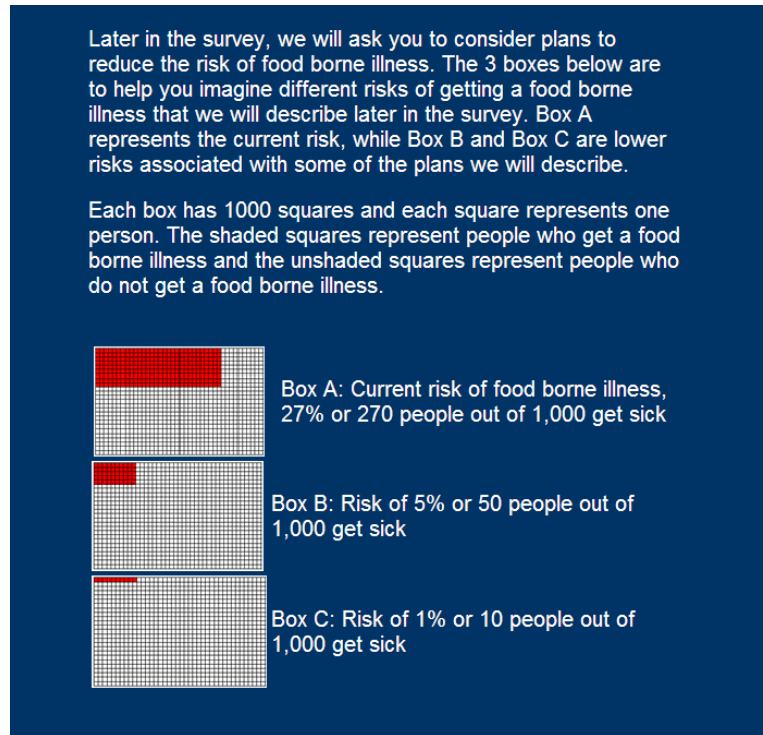 Later in the survey, we will ask you to consider plans to
reduce the risk of food borne illness. The 3 boxes below are
to help you imagine different risks of getting a food borne
illness that we will describe later in the survey. Box A
represents the current risk, while Box B and Box C are lower
risks associated with some of the plans we will describe.
Each box has 1000 squares and each square represents one
person. The shaded squares represent people who get a food
borne illness and the unshaded squares represent people who
do not get a food borne illness.
Box A: Current risk of food borne illness,
27% or 270 people out of 1,000 get sick
Box B: Risk of 5% or 50 people out of
1,000 get sick
Box C: Risk of 1% or 10 people out of
1,000 get sick